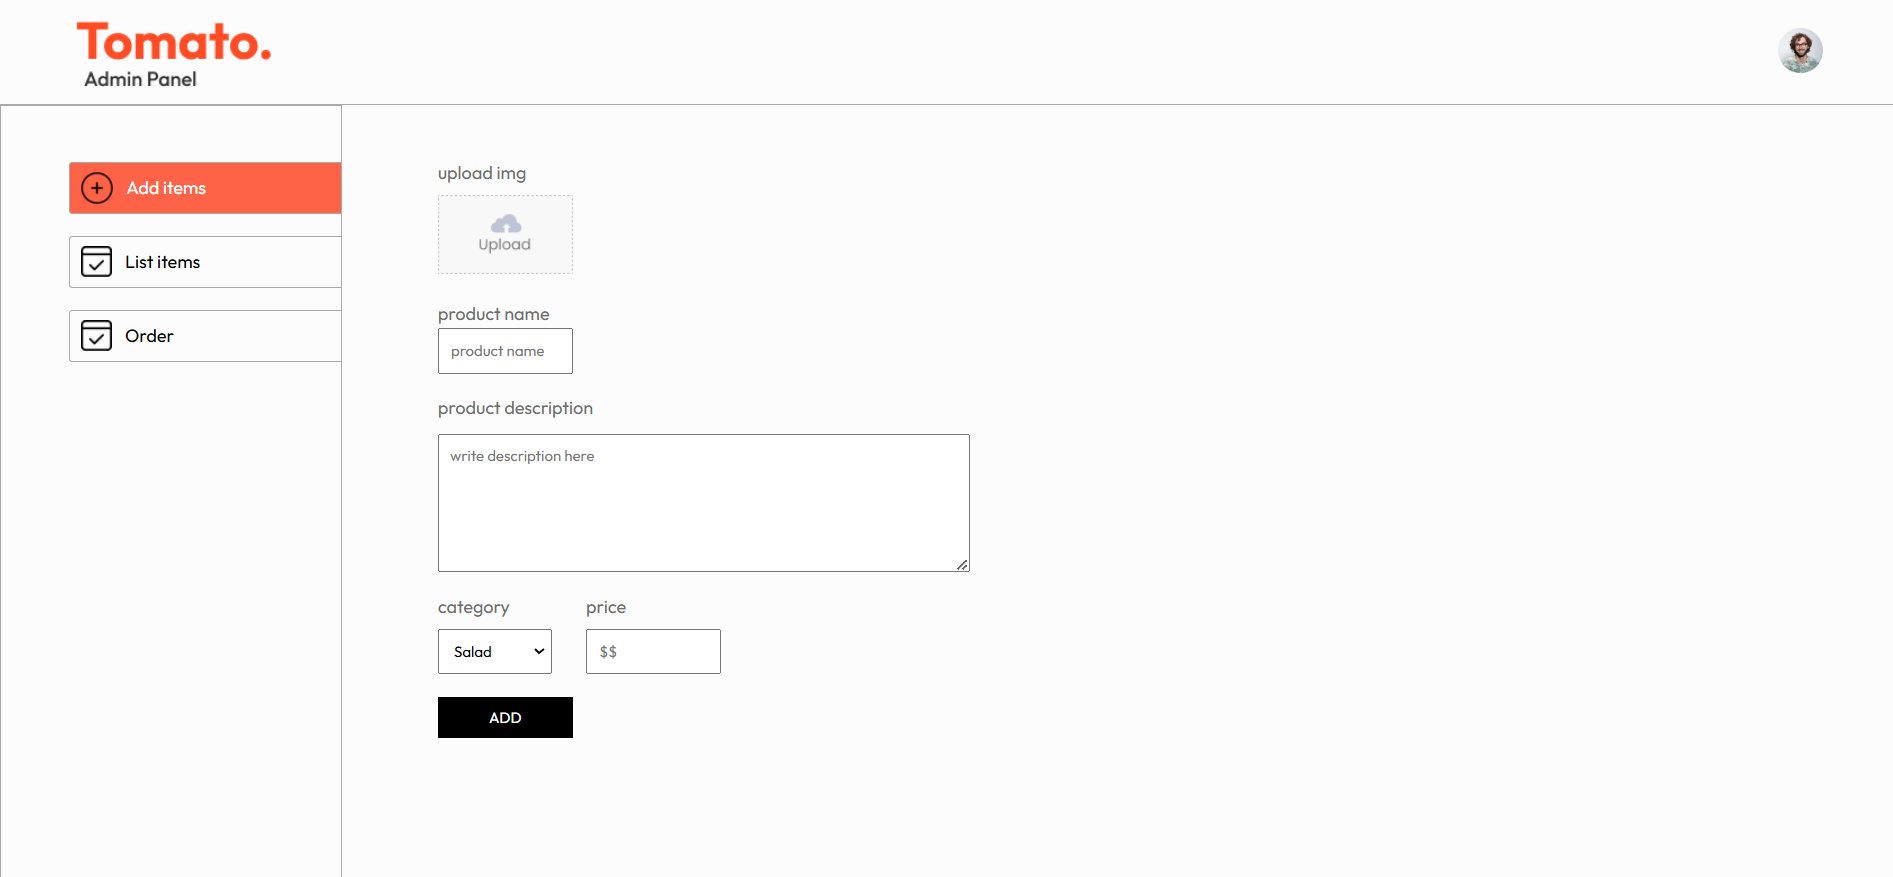 Tomato.
Admin Panel
Add items
List items
Order
upload img
Upload
product name
product name
product description
write description here
category price
Salad $$
ADD